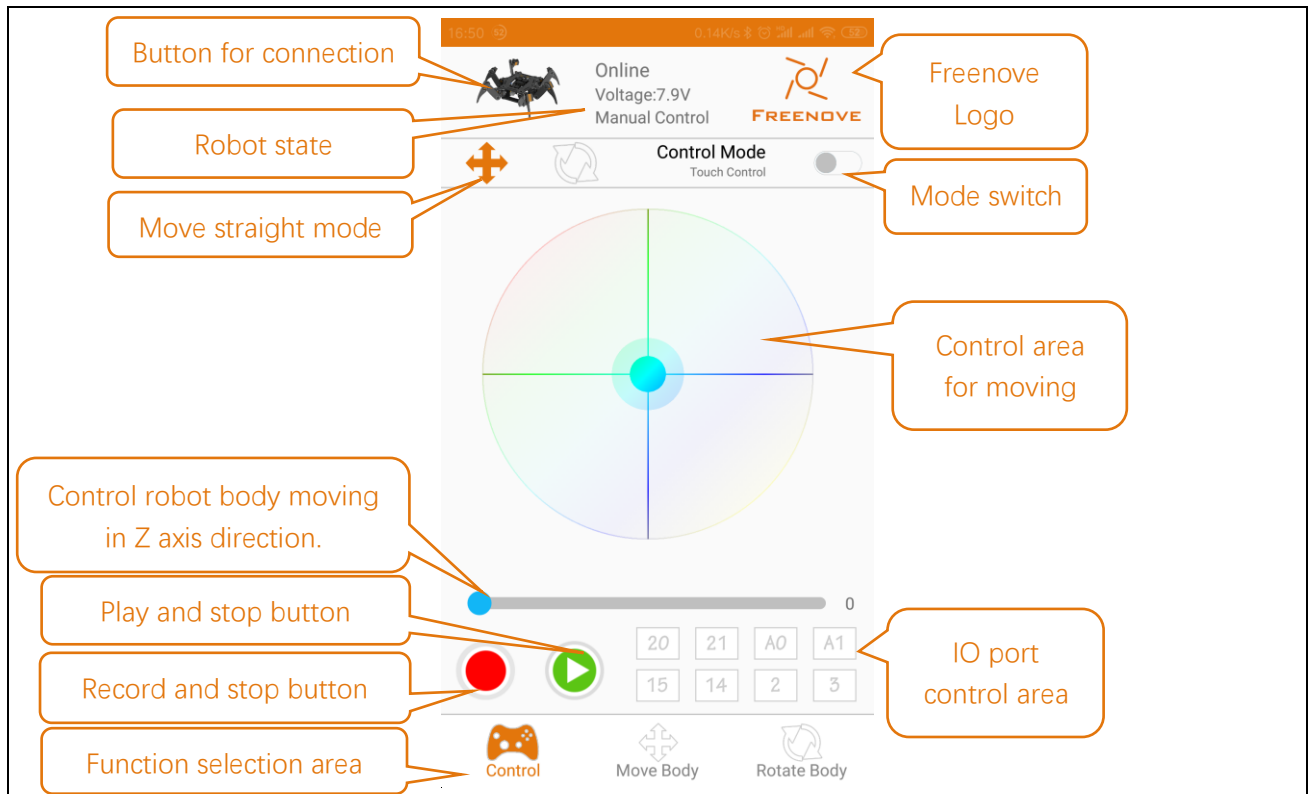 16:50
0.14K/s
Button for connection
Online
Voltage:7.9V
Manual Control
FREENOVE
Freenove
Logo
Robot state
Control Mode
Touch Control
Mode switch
Move straight mode
Control area
for moving
Control robot body moving
in Z axis direction.
0
Play and stop button
20 21 A0 A1
15 14 2 3
IO port
control area
Record and stop button
Function selection area
Control Move Body Rotate Body